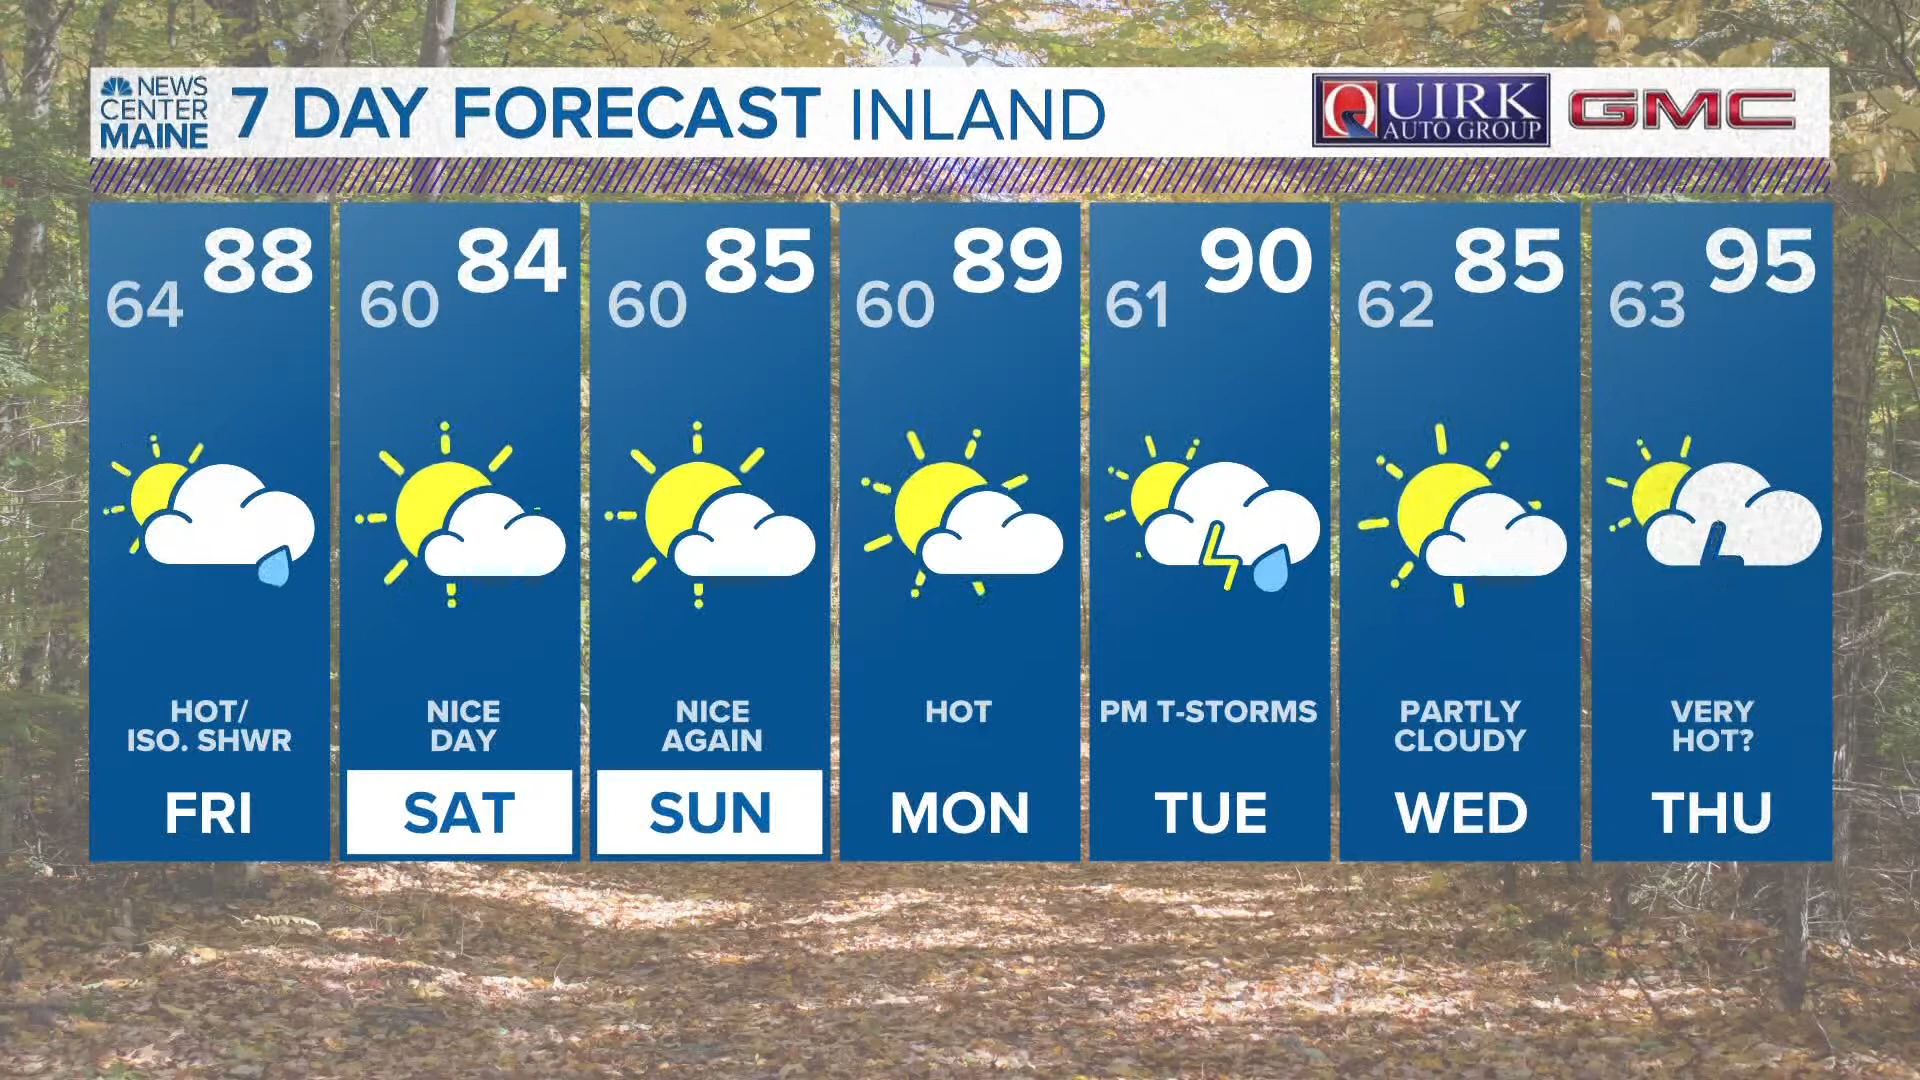 NEWS
CENTER
MAINE
7 DAY FORECAST INLAND
QUIRK
AUTO GROUP
GMC
64 88
60 84
60 85
60 89
61 90
62 85
63 95
HOT/
ISO. SHWR
NICE
DAY
NICE
AGAIN
HOT
PM T-STORMS
PARTLY
CLOUDY
VERY
HOT?
FRI
SAT
SUN
MON
TUE
WED
THU